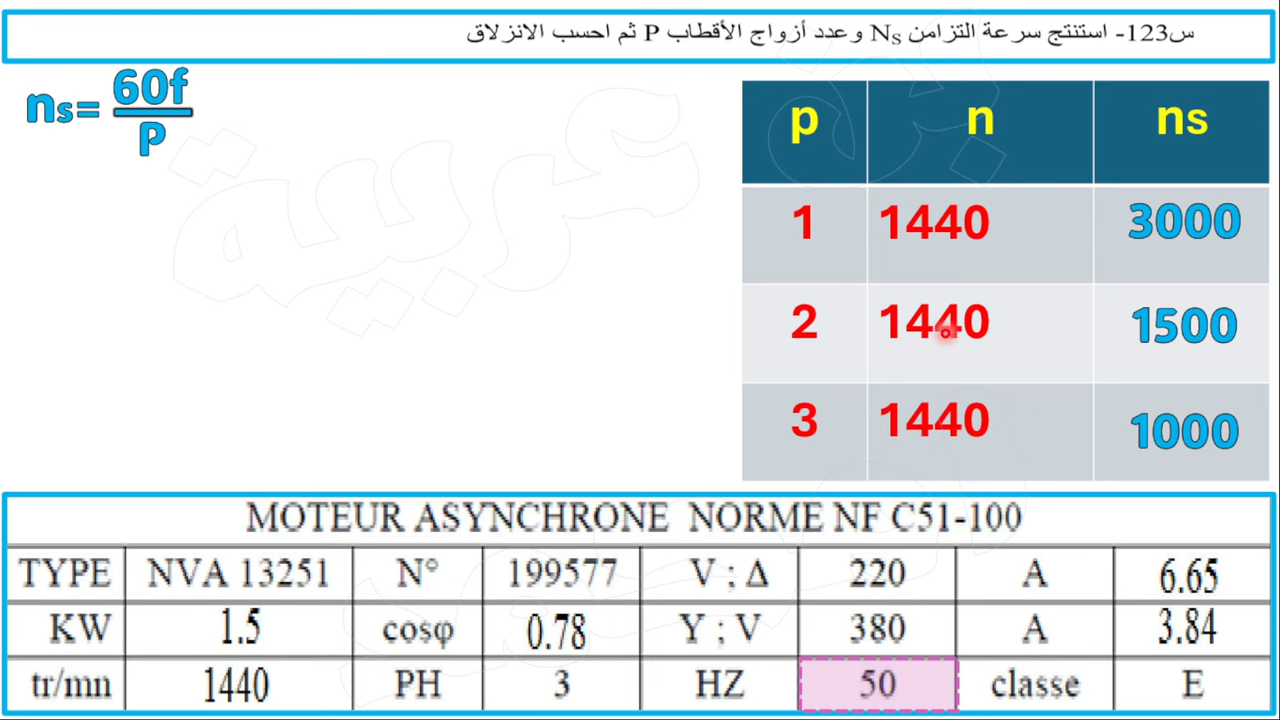 س123- استنتج سرعة التزامن NS وعدد أزواج الأقطاب P ثم احسب الانزلاق
ns= 60f
P
p n ns
1 1440 3000
2 1440 1500
3 1440 1000
MOTEUR ASYNCHRONE NORME NF C51-100
TYPE NVA 13251 N° 199577 V ; Δ 220 A 6.65
KW 1.5 cosφ 0.78 Y ; V 380 A 3.84
tr/mn 1440 PH 3 HZ 50 classe E